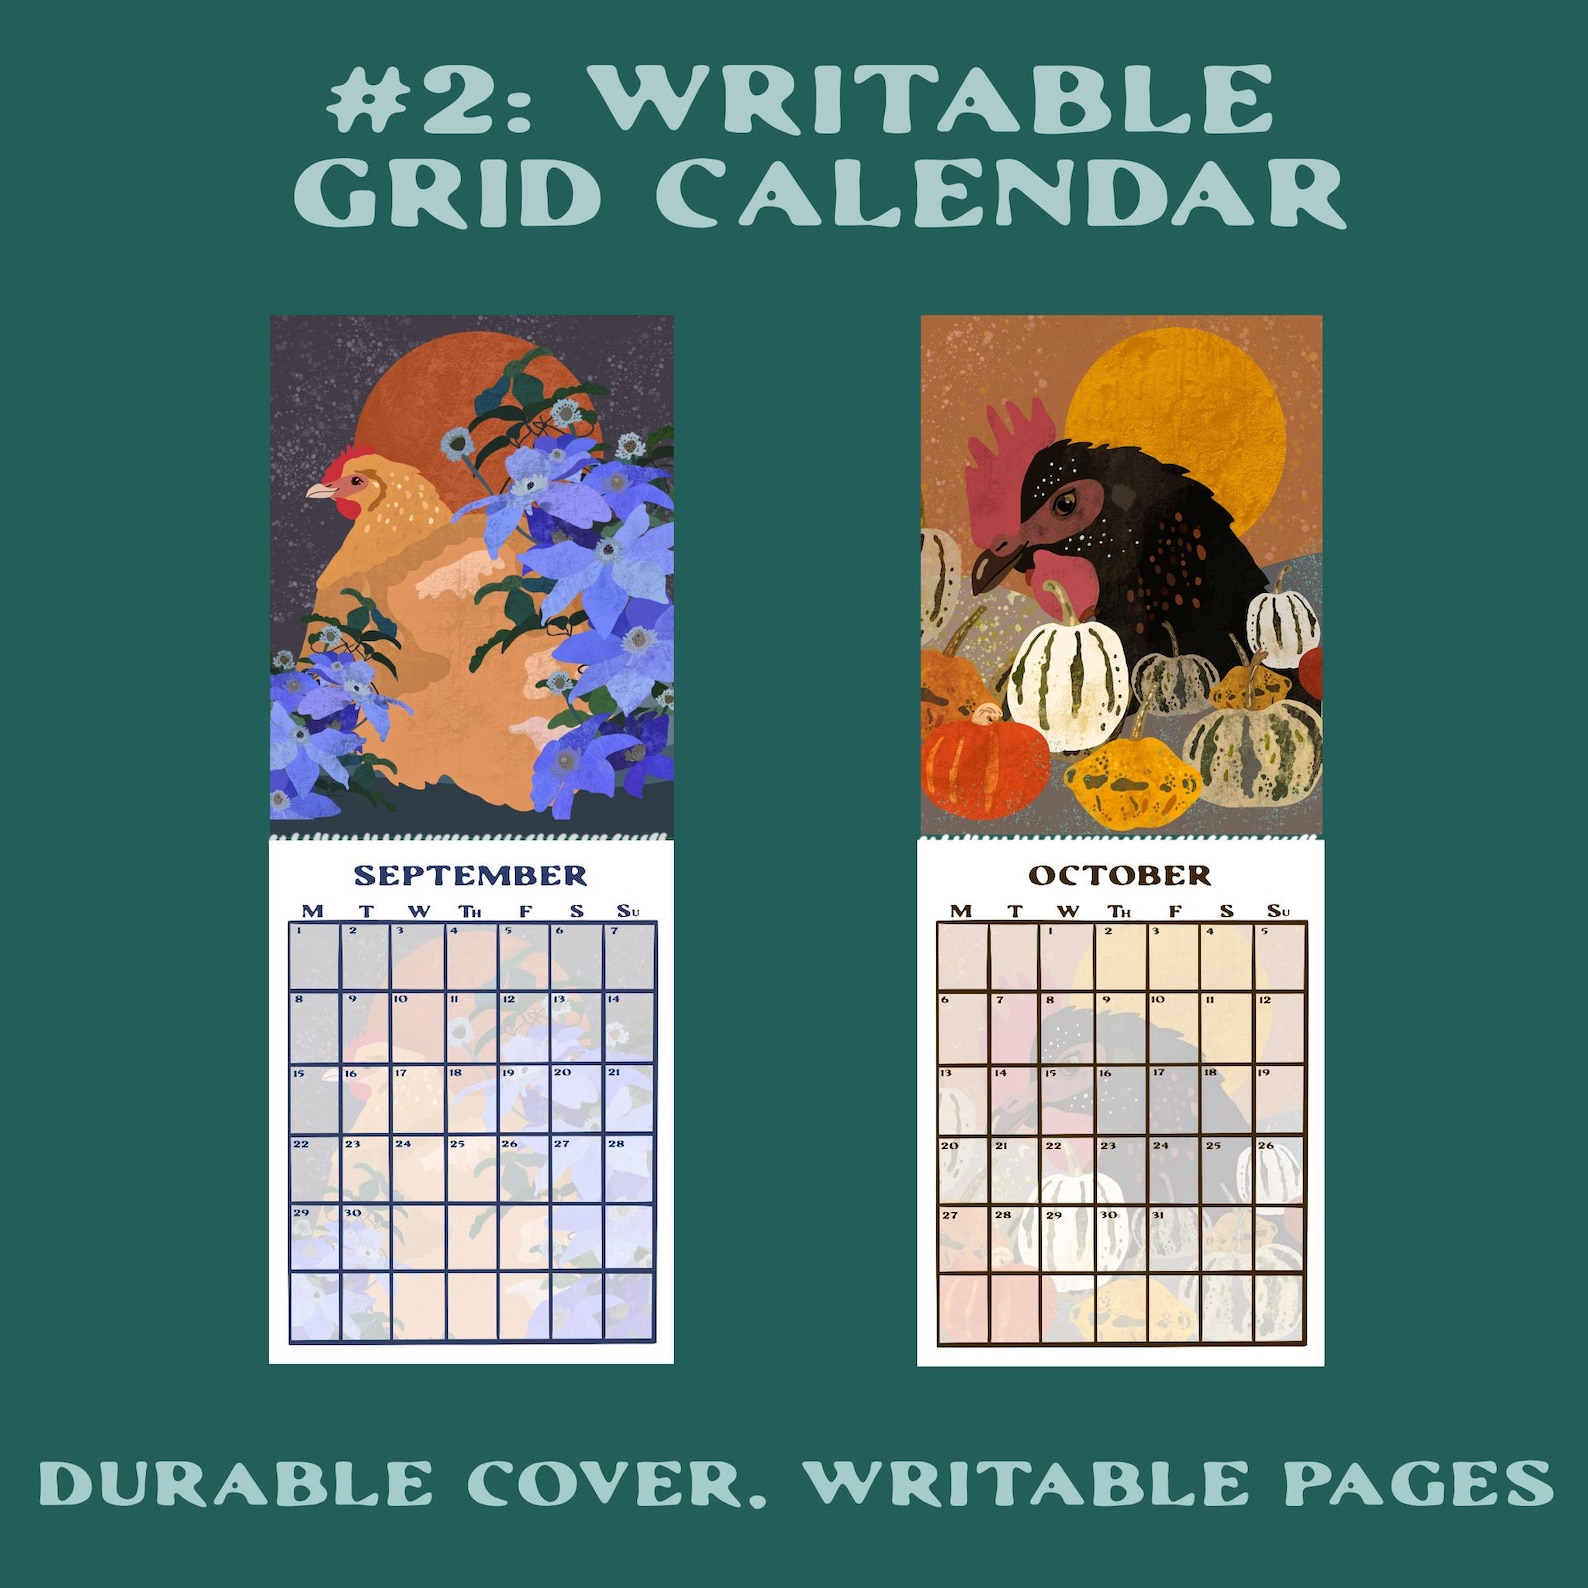 #2: WRITABLE
GRID CALENDAR
SEPTEMBER
M T W TH F S SU
1 2 3 4 5 6 7
8 9 10 11 12 13 14
15 16 17 18 19 20 21
22 23 24 25 26 27 28
29 30
OCTOBER
M T W TH F S SU
1 2 3 4 5
6 7 8 9 10 11 12
13 14 15 16 17 18 19
20 21 22 23 24 25 26
27 28 29 30 31
DURABLE COVER. WRITABLE PAGES